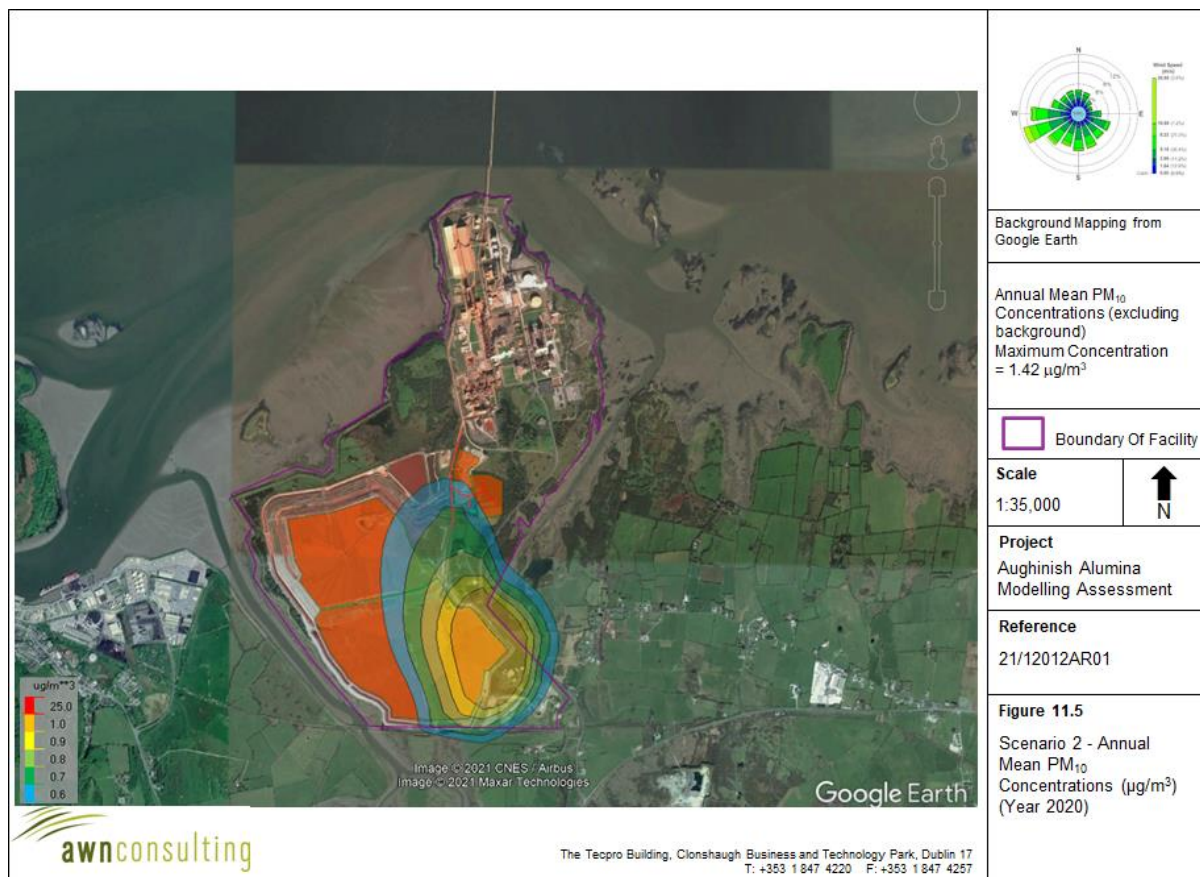 N
W
E
S
Wind Speed
Background Mapping from
Google Earth
Annual Mean PM₁₀
Concentrations (excluding
background)
Maximum Concentration
= 1.42 µg/m³
Boundary Of Facility
Scale
1:35,000
N
Project
Aughinish Alumina
Modelling Assessment
Reference
21/12012AR01
Figure 11.5
Scenario 2 - Annual
Mean PM₁₀
Concentrations (µg/m³)
(Year 2020)
ug/m**3
25.0
1.0
0.9
0.8
0.7
0.6
Image © 2021 CNES / Airbus
Image © 2021 Maxar Technologies
Google Earth
awnconsulting
The Tecpro Building, Clonshaugh Business and Technology Park, Dublin 17
T: +353 1 847 4220 F: +353 1 847 4257